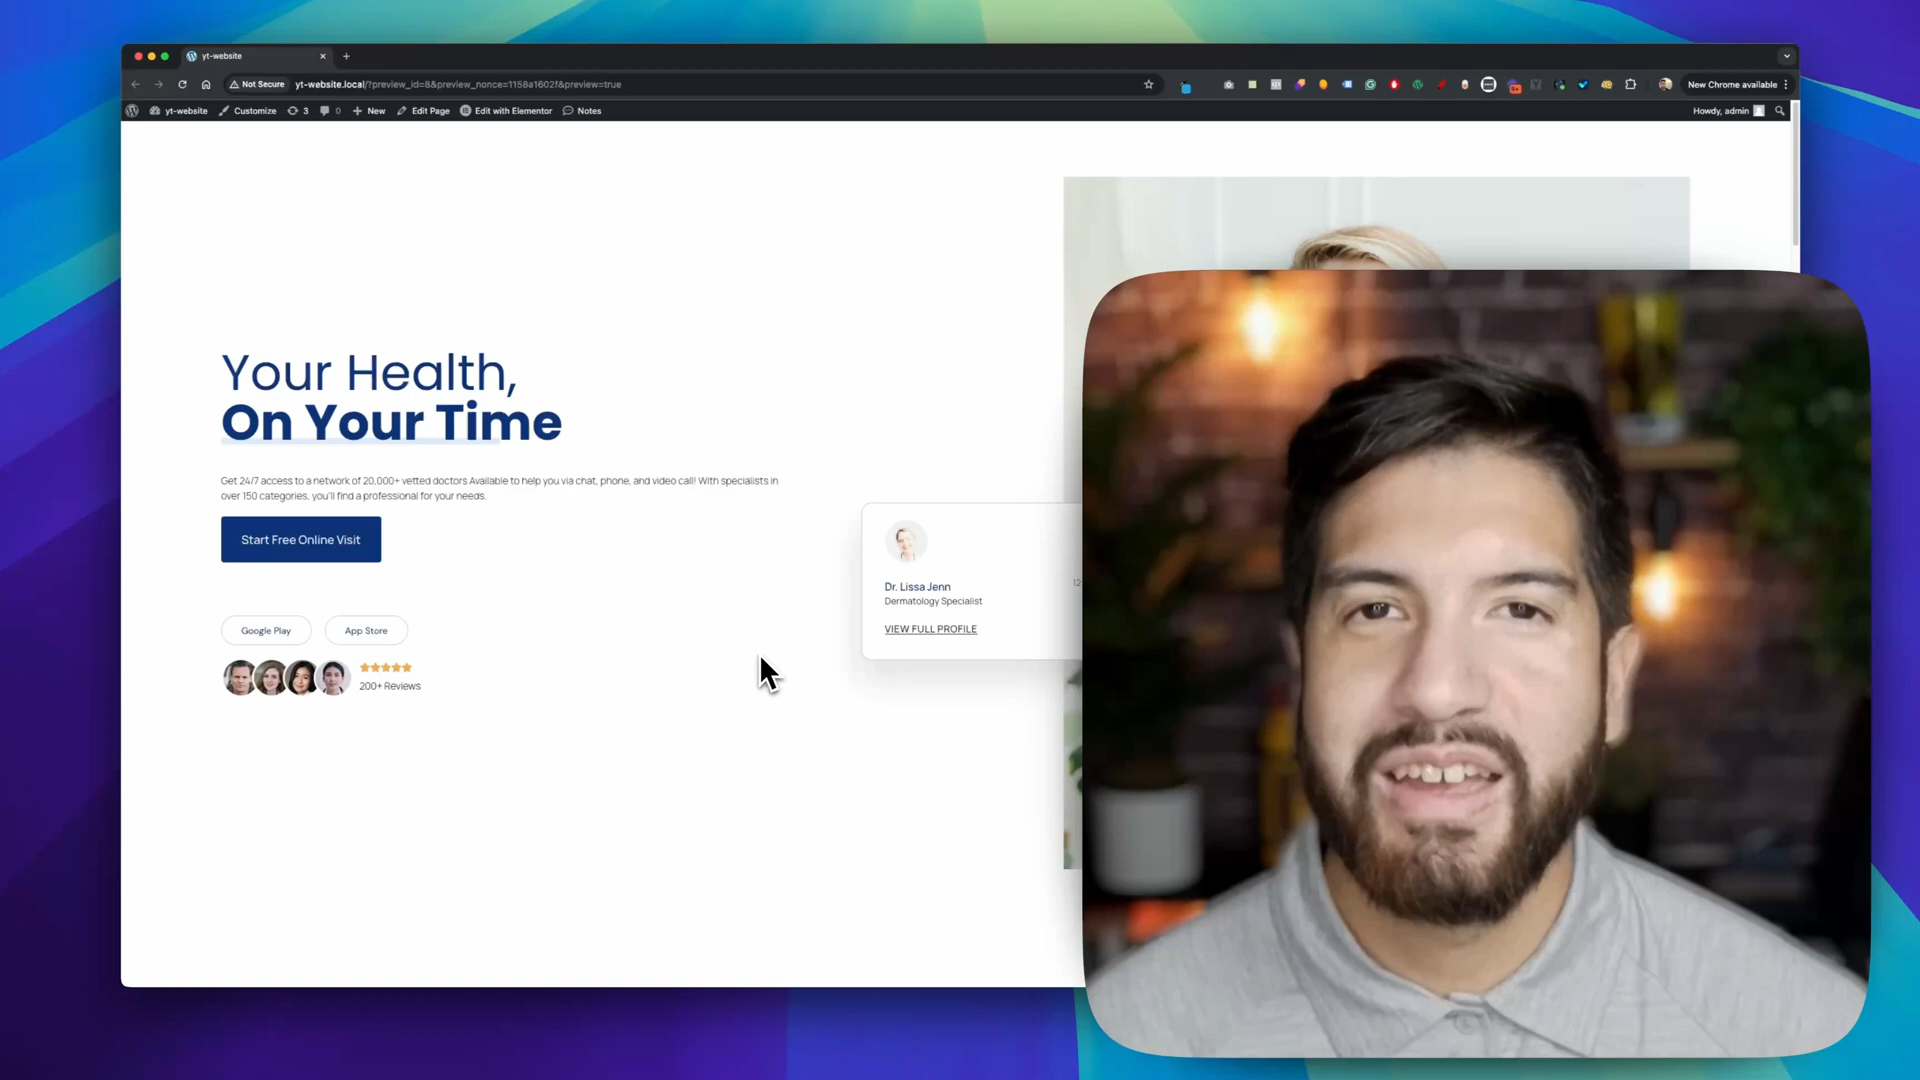 yt-website
Not Secure yt-website.local/?preview_id=8&preview_nonce=1158e1602f&preview=true
New Chrome available
yt-website Customize 3 0 New Edit Page Edit with Elementor Notes
Howdy, admin
Your Health,
On Your Time
Get 24/7 access to a network of 20,000+ vetted doctors Available to help you via chat, phone, and video call! With specialists in
over 150 categories, you'll find a professional for your needs.
Start Free Online Visit
Dr. Lissa Jenn
12
Dermatology Specialist
VIEW FULL PROFILE
Google Play
App Store
200+ Reviews